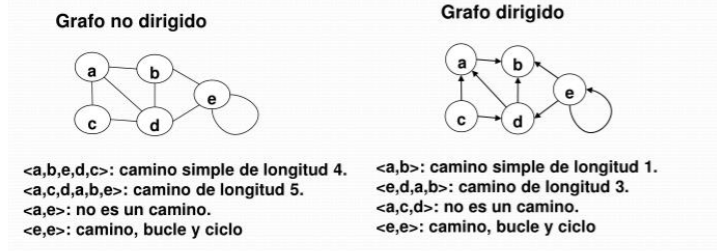 Grafo no dirigido
a
b
e
c
d
<a,b,e,d,c>: camino simple de longitud 4.
<a,c,d,a,b,e>: camino de longitud 5.
<a,e>: no es un camino.
<e,e>: camino, bucle y ciclo
Grafo dirigido
a
b
e
c
d
<a,b>: camino simple de longitud 1.
<e,d,a,b>: camino de longitud 3.
<a,c,d>: no es un camino.
<e,e>: camino, bucle y ciclo